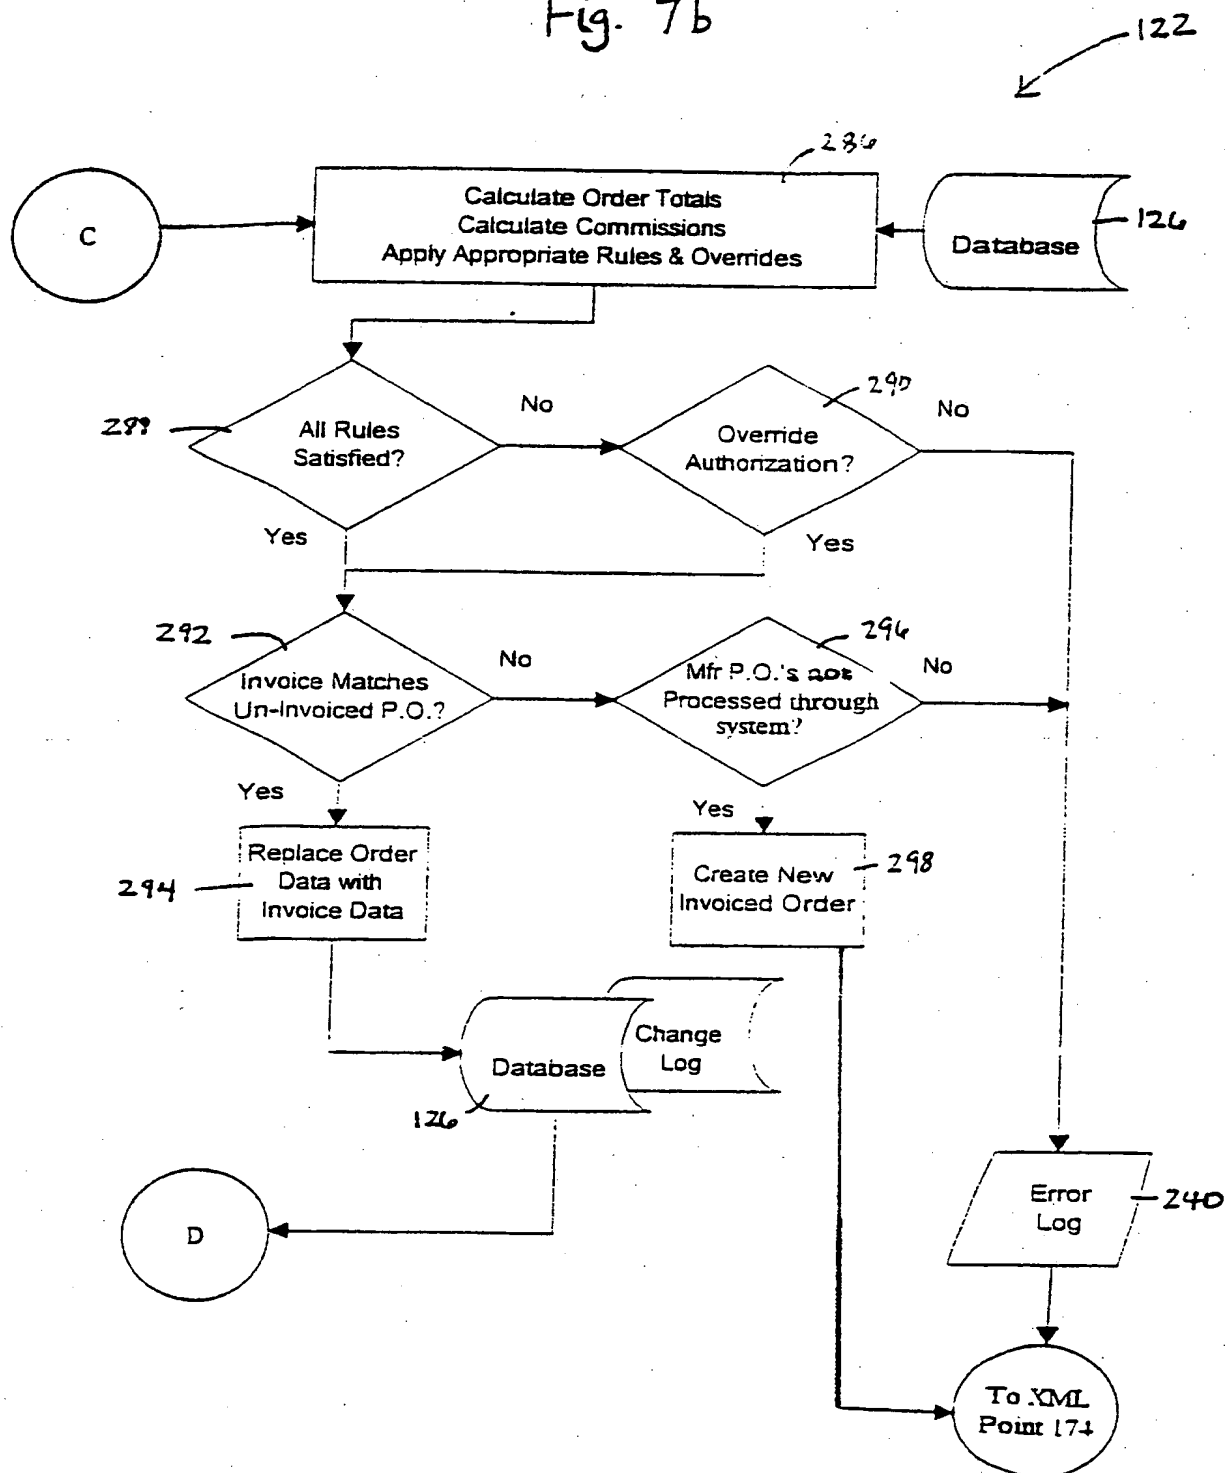 Fig. 7b
122
286
C
Calculate Order Totals
Calculate Commissions
Apply Appropriate Rules & Overrides
Database
126
288
All Rules
Satisfied?
No
290
Override
Authorization?
No
Yes
Yes
292
Invoice Matches
Un-Invoiced P.O.?
No
296
Mfr P.O.'s not
Processed through
system?
No
Yes
Yes
294
Replace Order
Data with
Invoice Data
Create New
Invoiced Order
298
Change
Log
Database
126
D
Error
Log
240
To XML
Point 174